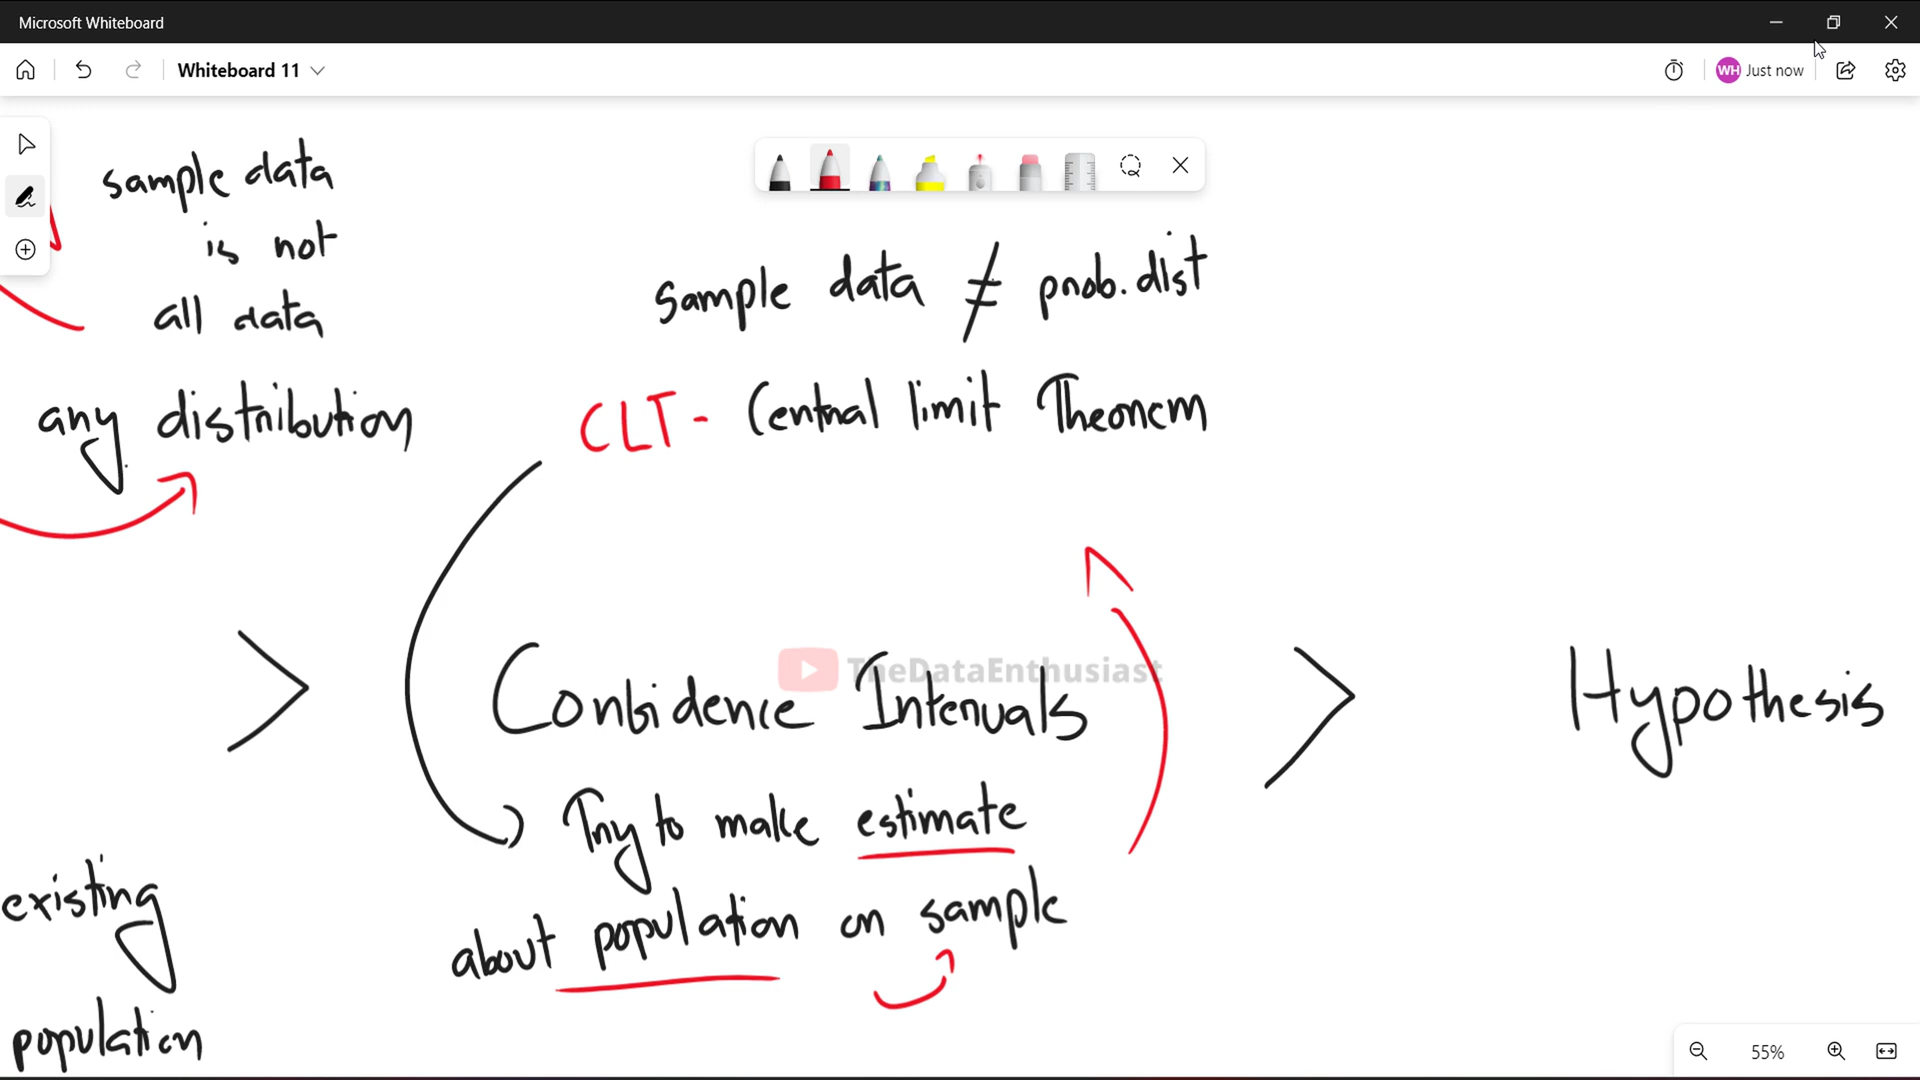 Microsoft Whiteboard
Whiteboard 11
WH Just now
sample data
is not
all data
any distribution
sample data ≠ prob. dist
CLT - Central limit Theorem
TheDataEnthusiast
Confidence Intervals
Try to make estimate
about population on sample
Hypothesis
existing
population
55%